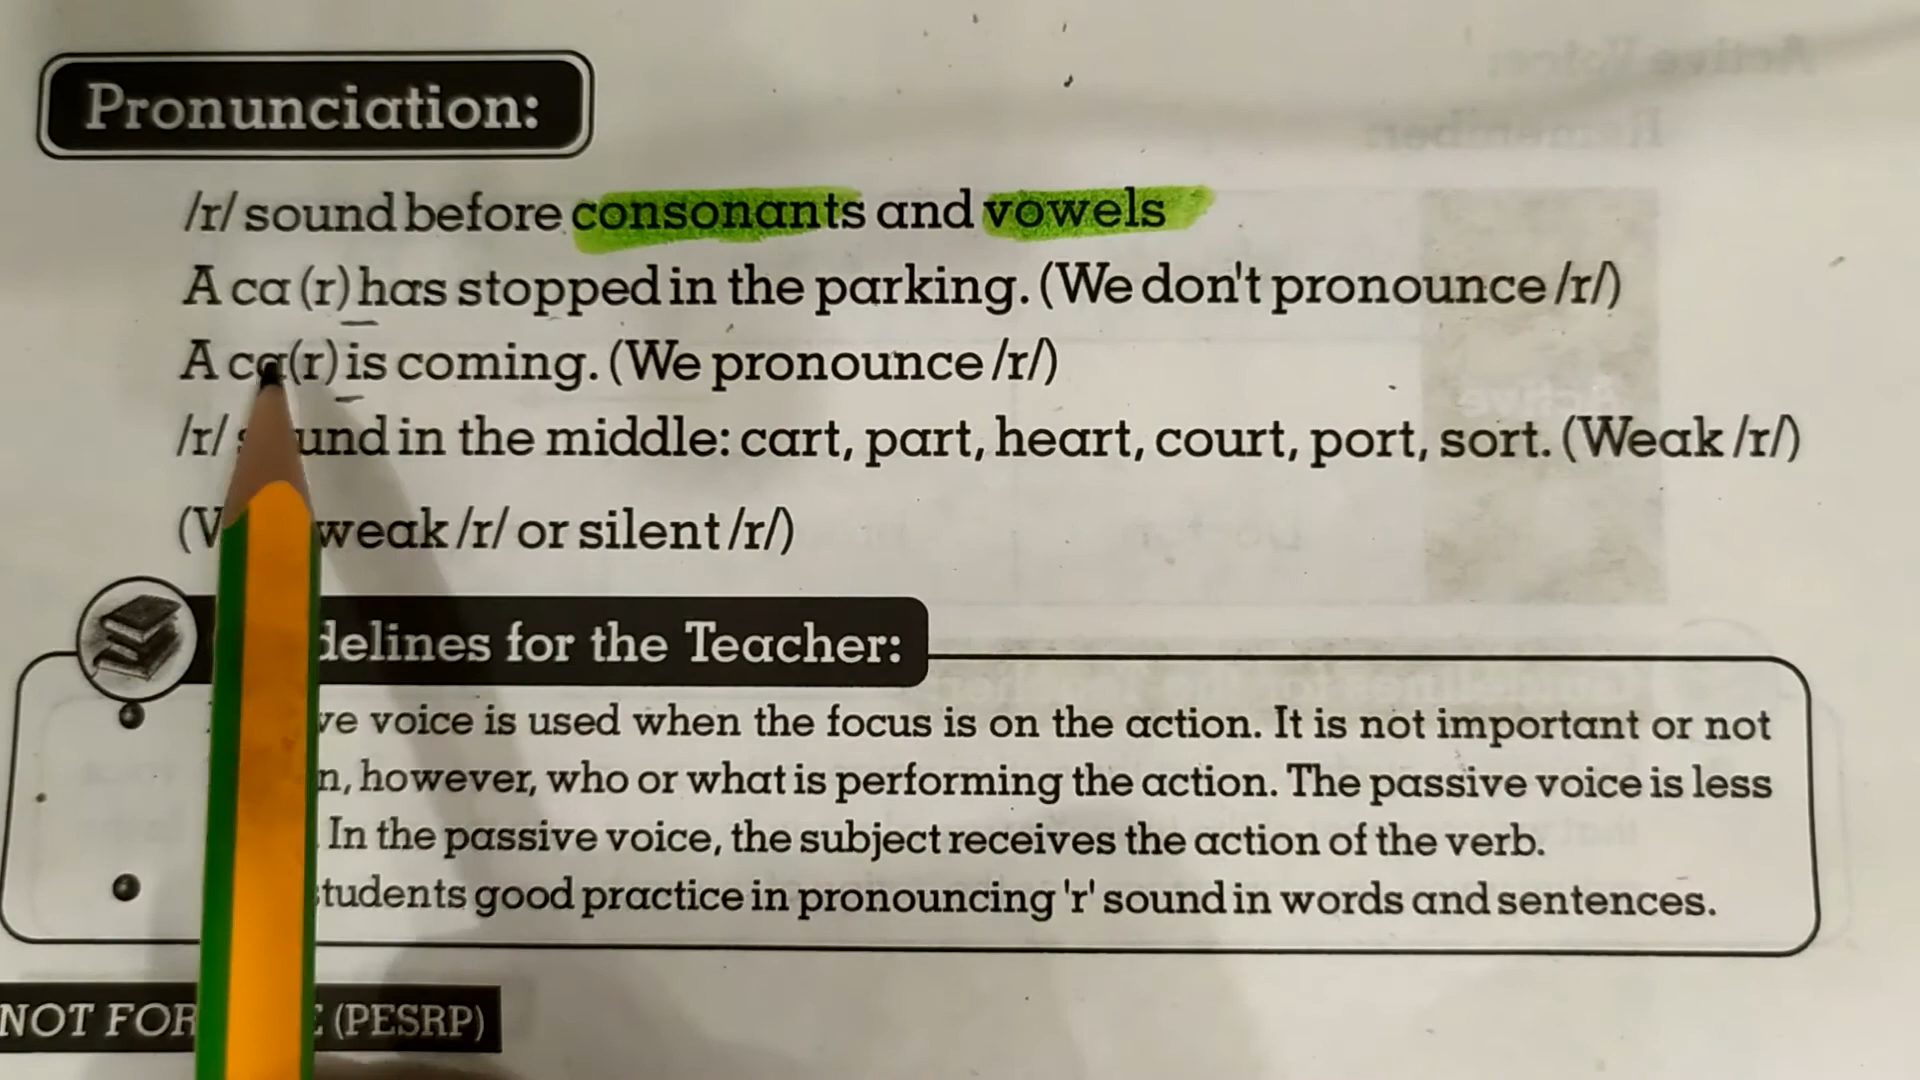 Pronunciation:
/r/ sound before consonants and vowels
A ca (r) has stopped in the parking. (We don't pronounce /r/)
A ca(r) is coming. (We pronounce /r/)
/r/ sound in the middle: cart, part, heart, court, port, sort. (Weak /r/)
weak /r/ or silent /r/)
for the Teacher:
voice is used when the focus is on the action. It is not important or not
however, who or what is performing the action. The passive voice is less
In the passive voice, the subject receives the action of the verb.
students good practice in pronouncing 'r' sound in words and sentences.
NOT FOR (PESRP)